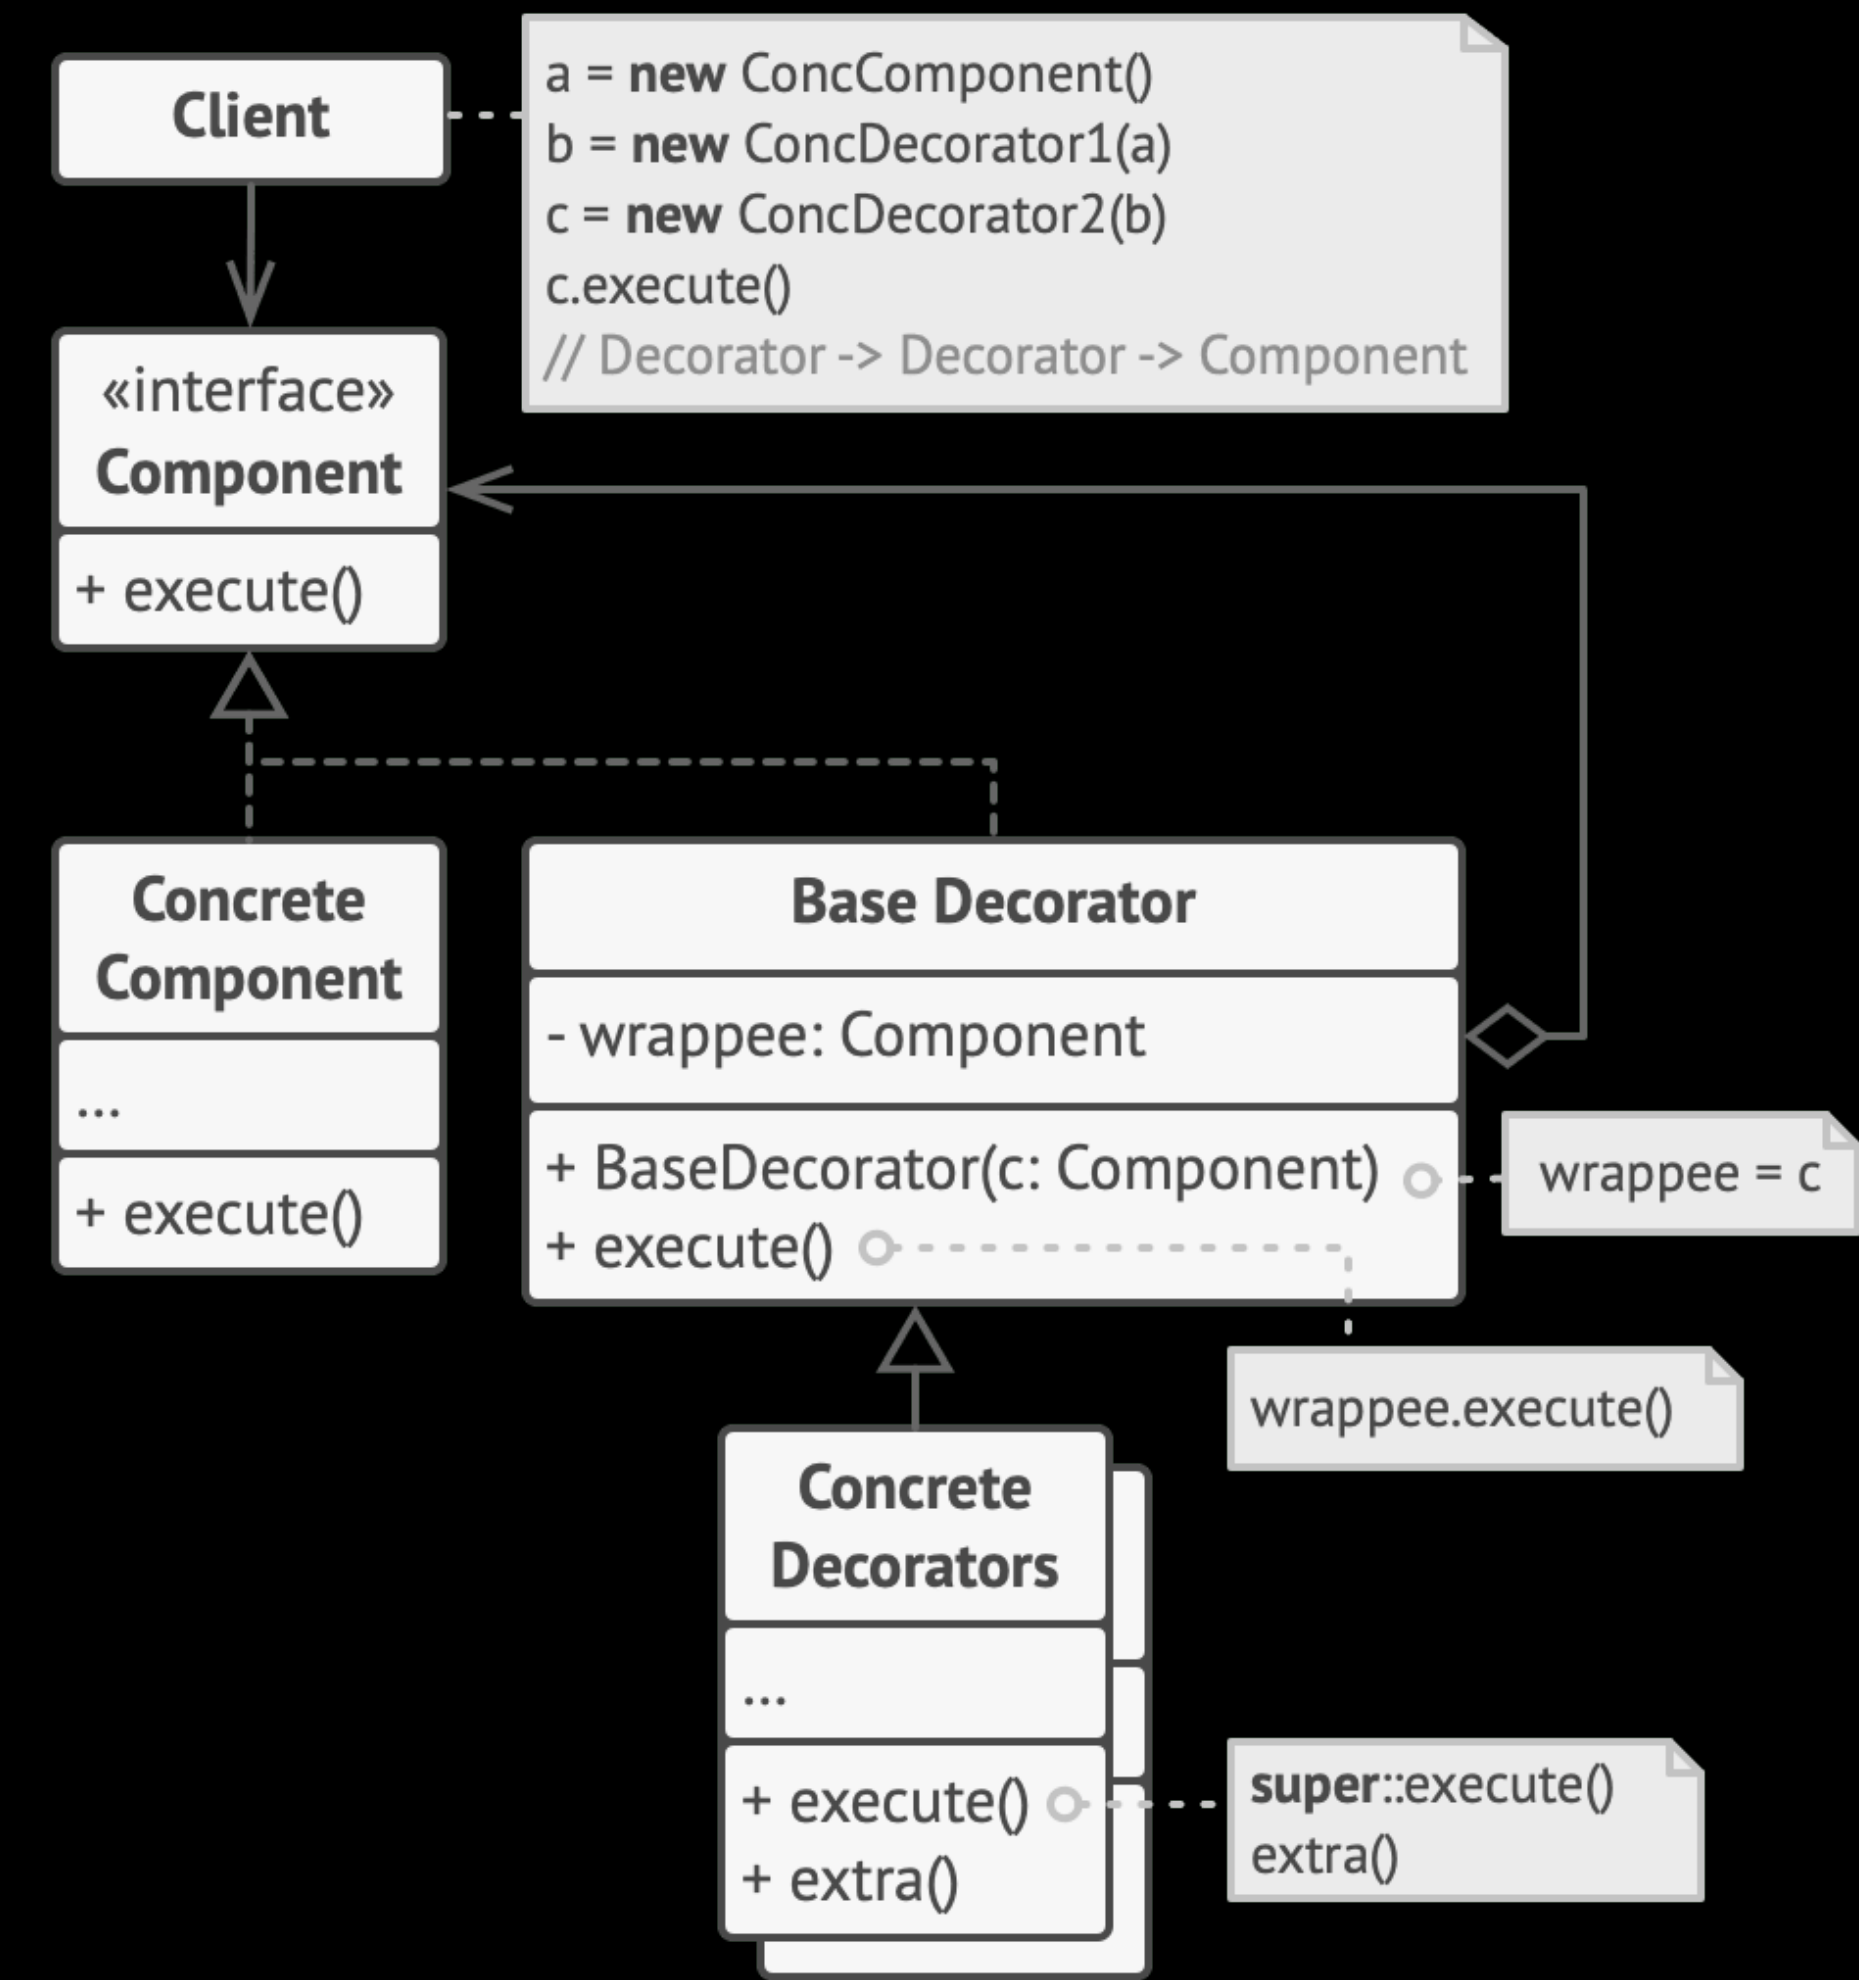 Client
a = new ConcComponent()
b = new ConcDecorator1(a)
c = new ConcDecorator2(b)
c.execute()
// Decorator -> Decorator -> Component
«interface»
Component
+ execute()
Concrete
Component
...
+ execute()
Base Decorator
- wrappee: Component
+ BaseDecorator(c: Component)
+ execute()
wrappee = c
wrappee.execute()
Concrete
Decorators
...
+ execute()
+ extra()
super::execute()
extra()